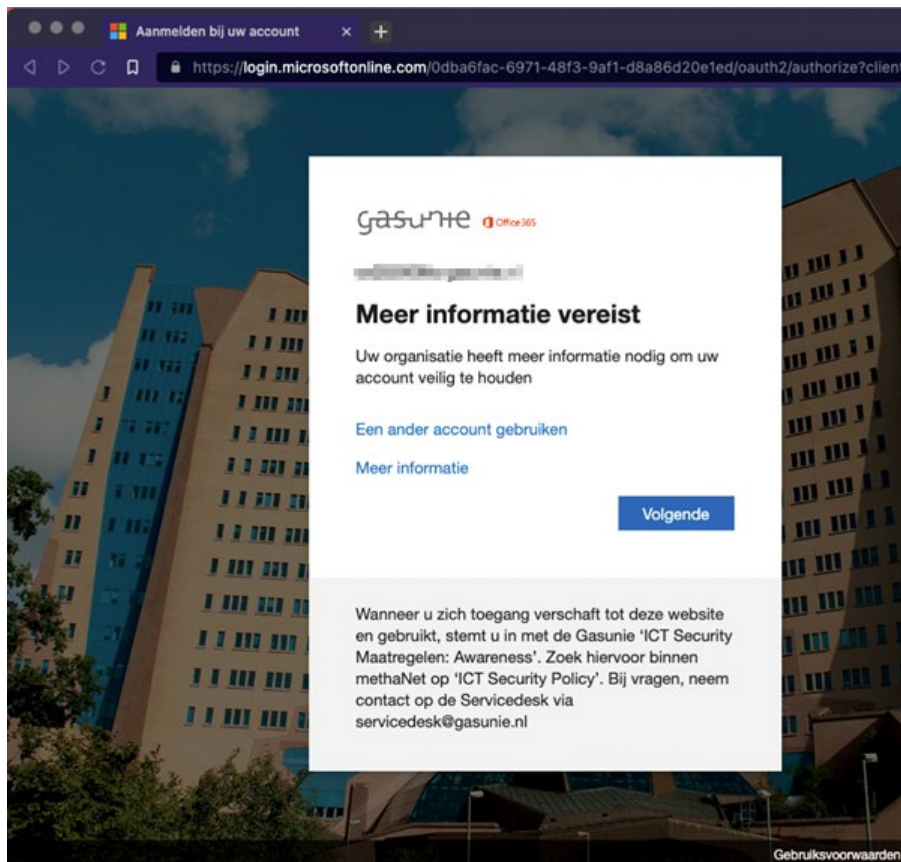 Aanmelden bij uw account
https://login.microsoftonline.com/0dba6fac-6971-48f3-9af1-d8a86d20e1ed/oauth2/authorize?client
gasunie Office 365
Meer informatie vereist
Uw organisatie heeft meer informatie nodig om uw
account veilig te houden
Een ander account gebruiken
Meer informatie
Volgende
Wanneer u zich toegang verschaft tot deze website
en gebruikt, stemt u in met de Gasunie ‘ICT Security
Maatregelen: Awareness’. Zoek hiervoor binnen
methaNet op ‘ICT Security Policy’. Bij vragen, neem
contact op de Servicedesk via
servicedesk@gasunie.nl
Gebruiksvoorwaarden